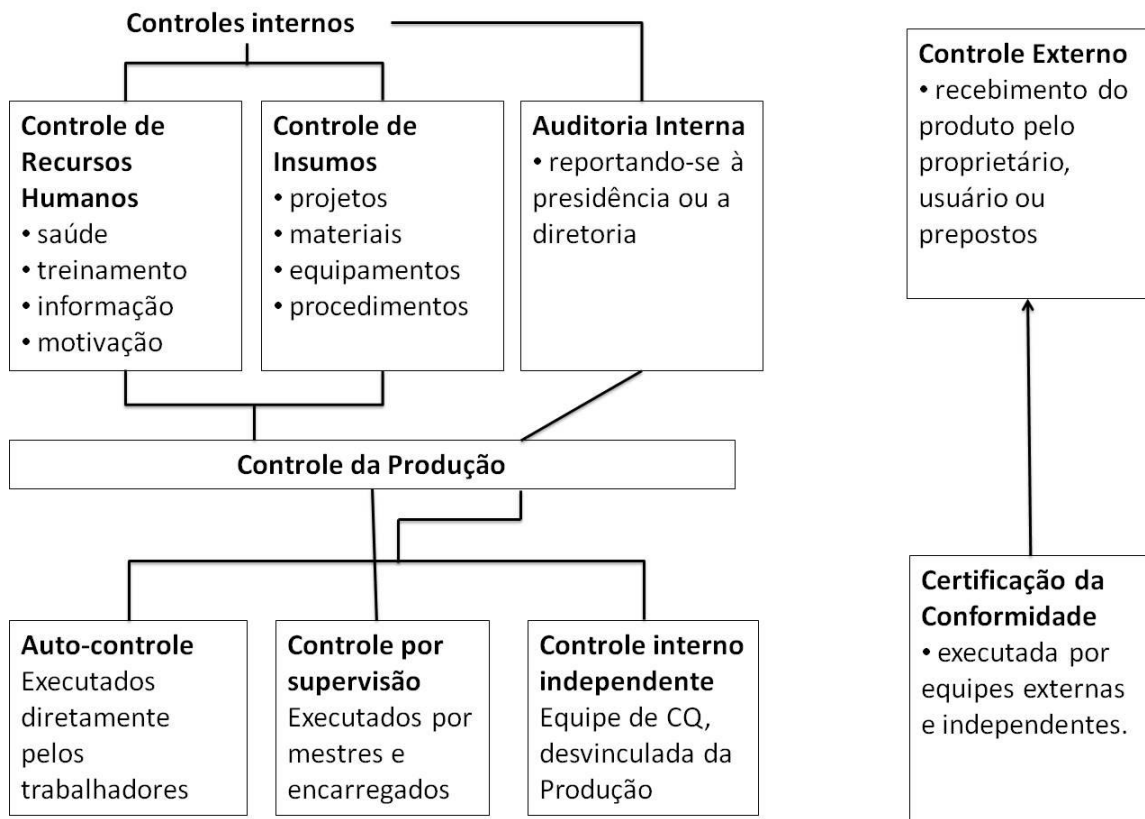 Controles internos
Controle de
Recursos
Humanos
• saúde
• treinamento
• informação
• motivação
Controle de
Insumos
• projetos
• materiais
• equipamentos
• procedimentos
Auditoria Interna
• reportando-se à
presidência ou a
diretoria
Controle Externo
• recebimento do
produto pelo
proprietário,
usuário ou
prepostos
Controle da Produção
Auto-controle
Executados
diretamente
pelos
trabalhadores
Controle por
supervisão
Executados por
mestres e
encarregados
Controle interno
independente
Equipe de CQ,
desvinculada da
Produção
Certificação da
Conformidade
• executada por
equipes externas
e independentes.